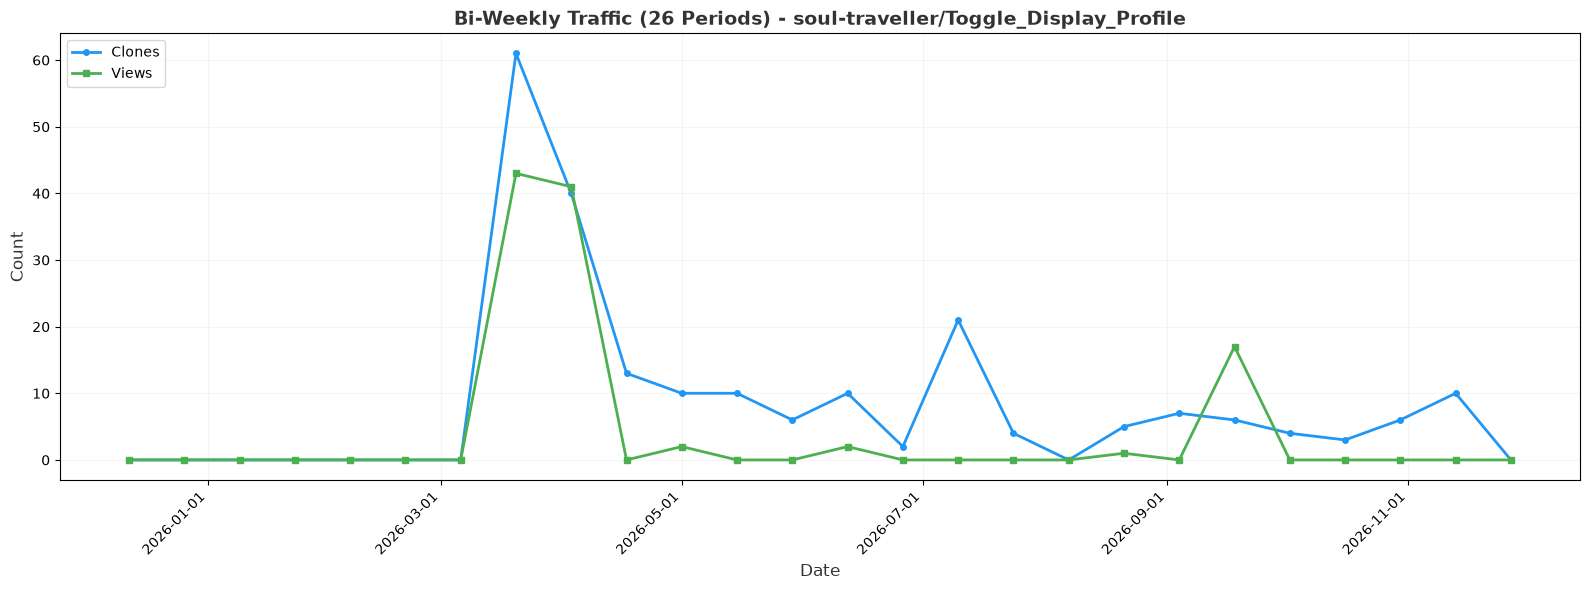 Bi-Weekly Traffic (26 Periods) - soul-traveller/Toggle_Display_Profile
Clones
Views
Count
60
50
40
30
20
10
0
2026-01-01
2026-03-01
2026-05-01
2026-07-01
2026-09-01
2026-11-01
Date